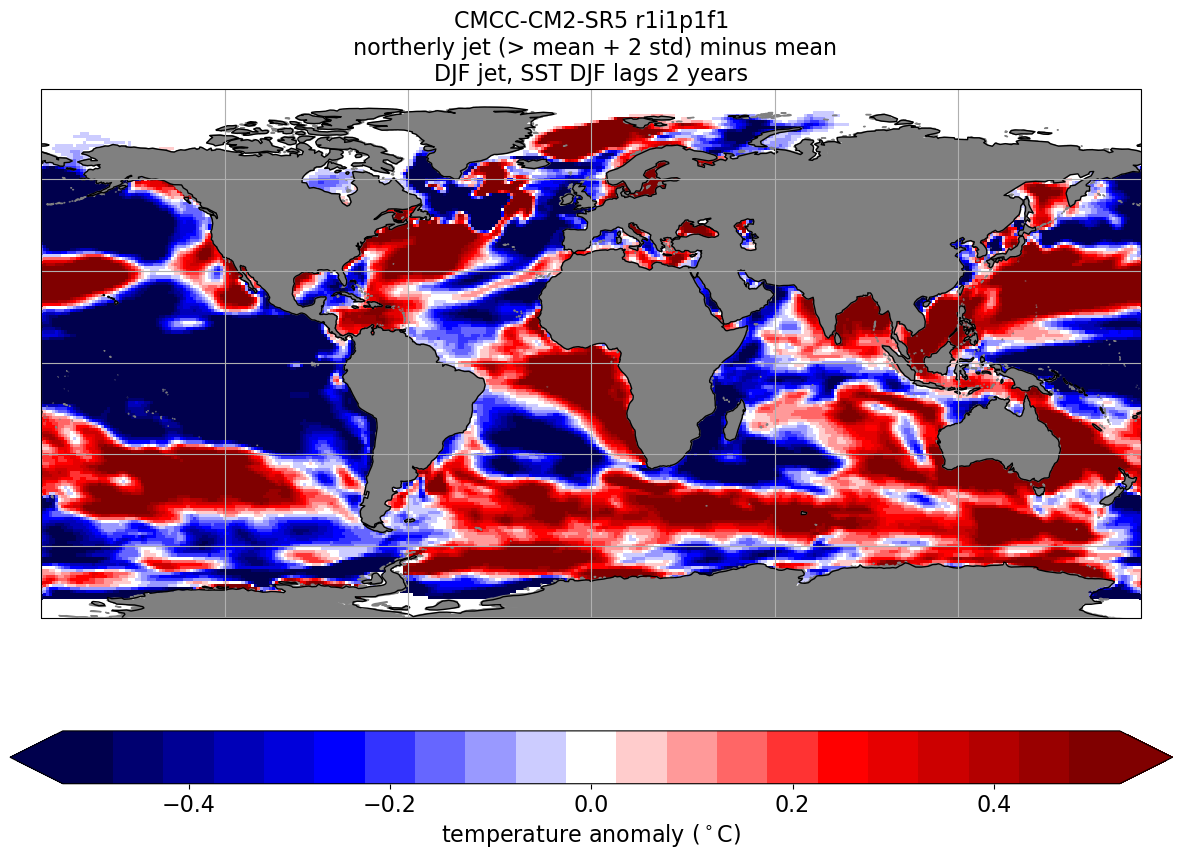 CMCC-CM2-SR5 r1i1p1f1
northerly jet (> mean + 2 std) minus mean
DJF jet, SST DJF lags 2 years
−0.4 −0.2 0.0 0.2 0.4
temperature anomaly (∘C)